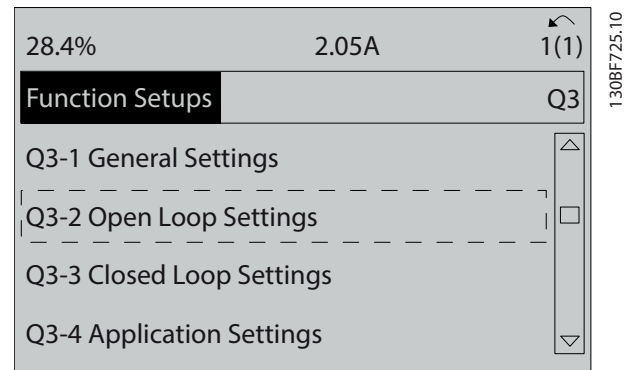 28.4% 2.05A 1(1)
Function Setups Q3
Q3-1 General Settings
Q3-2 Open Loop Settings
Q3-3 Closed Loop Settings
Q3-4 Application Settings
130BF725.10